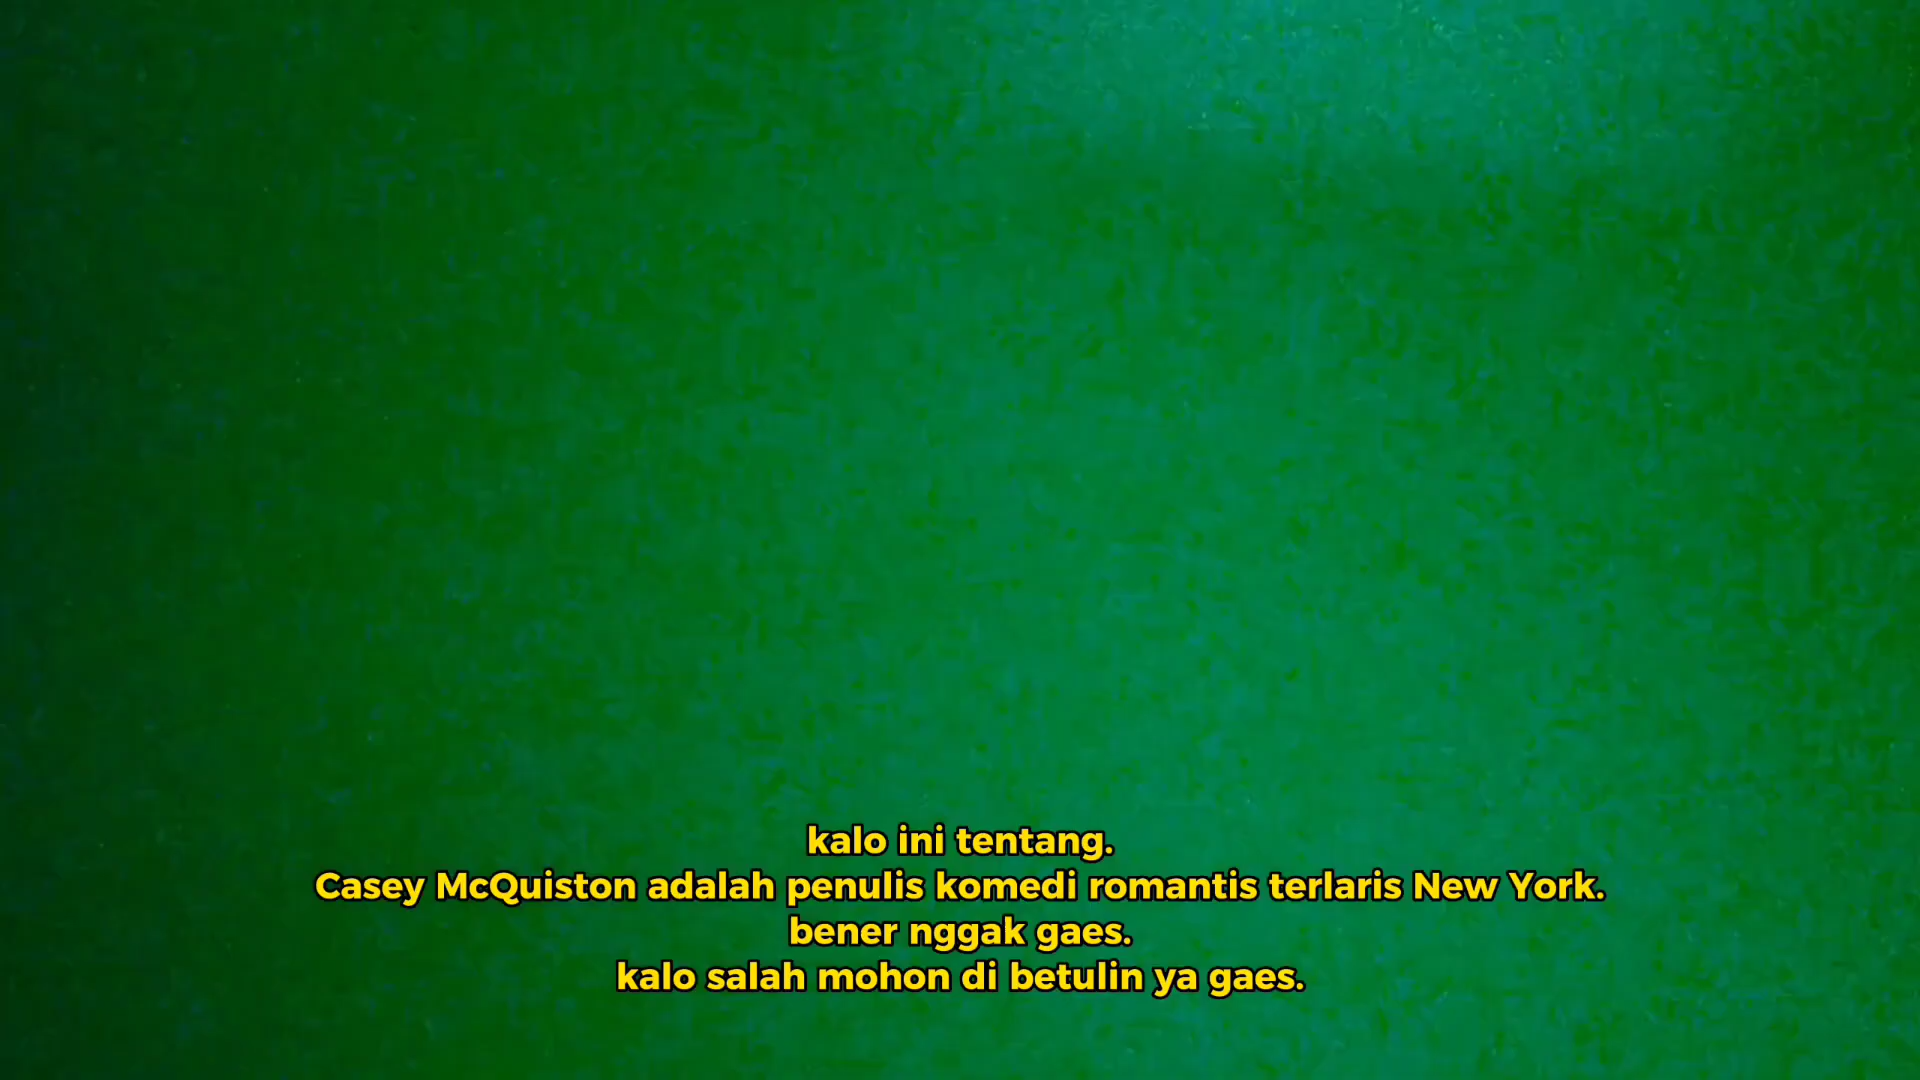 kalo ini tentang.
Casey McQuiston adalah penulis komedi romantis terlaris New York.
bener nggak gaes.
kalo salah mohon di betulin ya gaes.